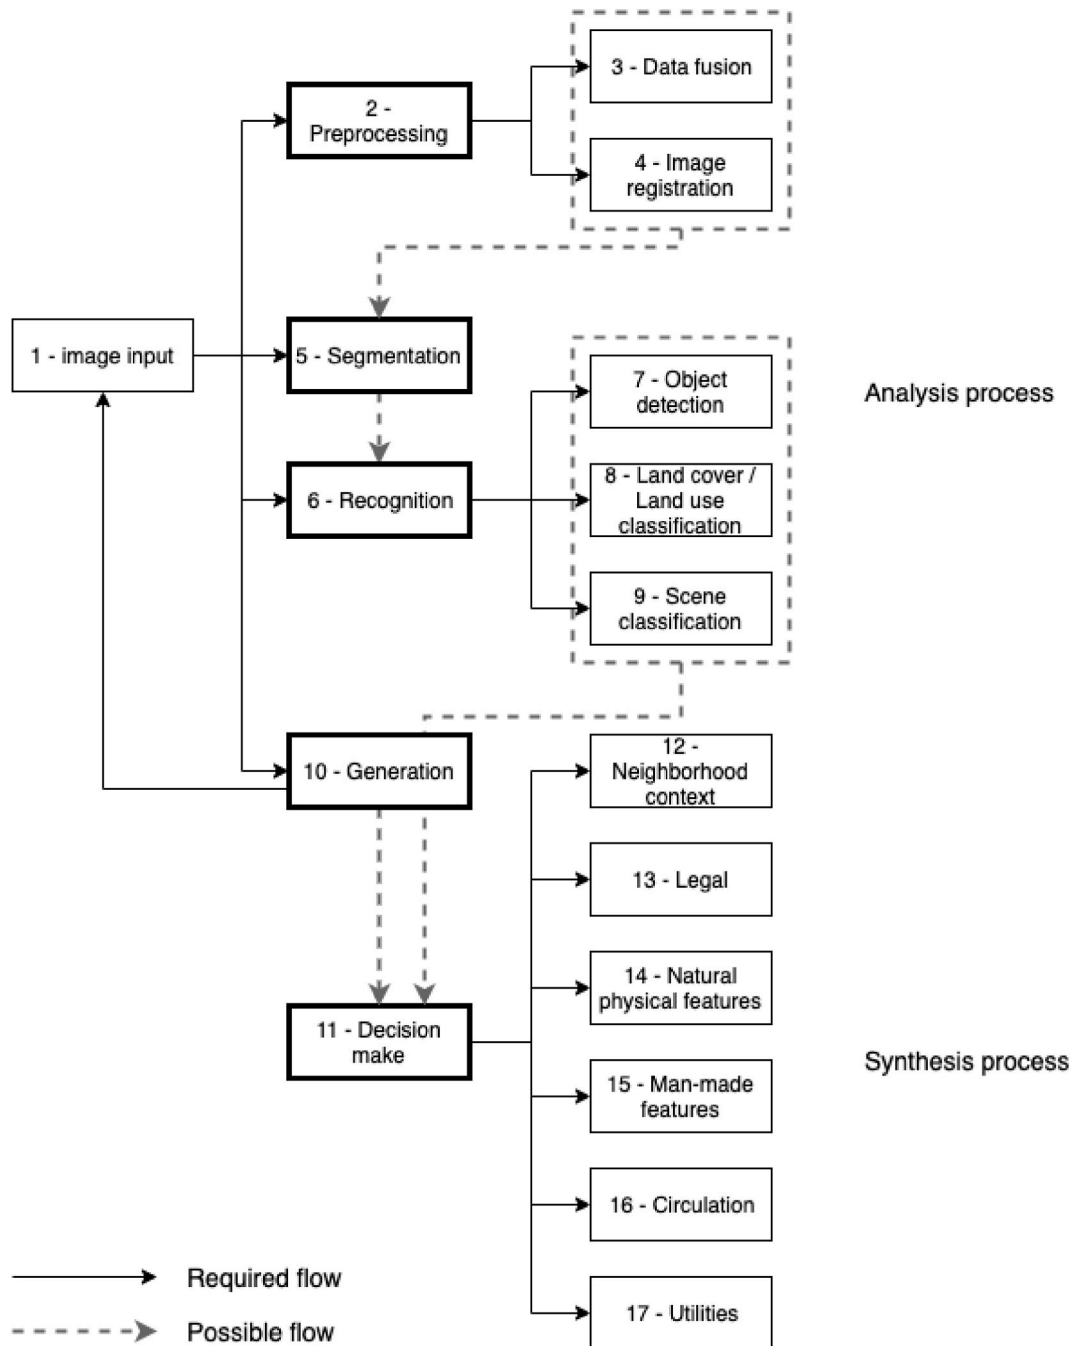 3 - Data fusion
2 -
Preprocessing
4 - Image
registration
1 - image input
5 - Segmentation
7 - Object
detection
Analysis process
6 - Recognition
8 - Land cover /
Land use
classification
9 - Scene
classification
10 - Generation
12 -
Neighborhood
context
13 - Legal
14 - Natural
physical features
11 - Decision
make
Synthesis process
15 - Man-made
features
16 - Circulation
Required flow
17 - Utilities
Possible flow